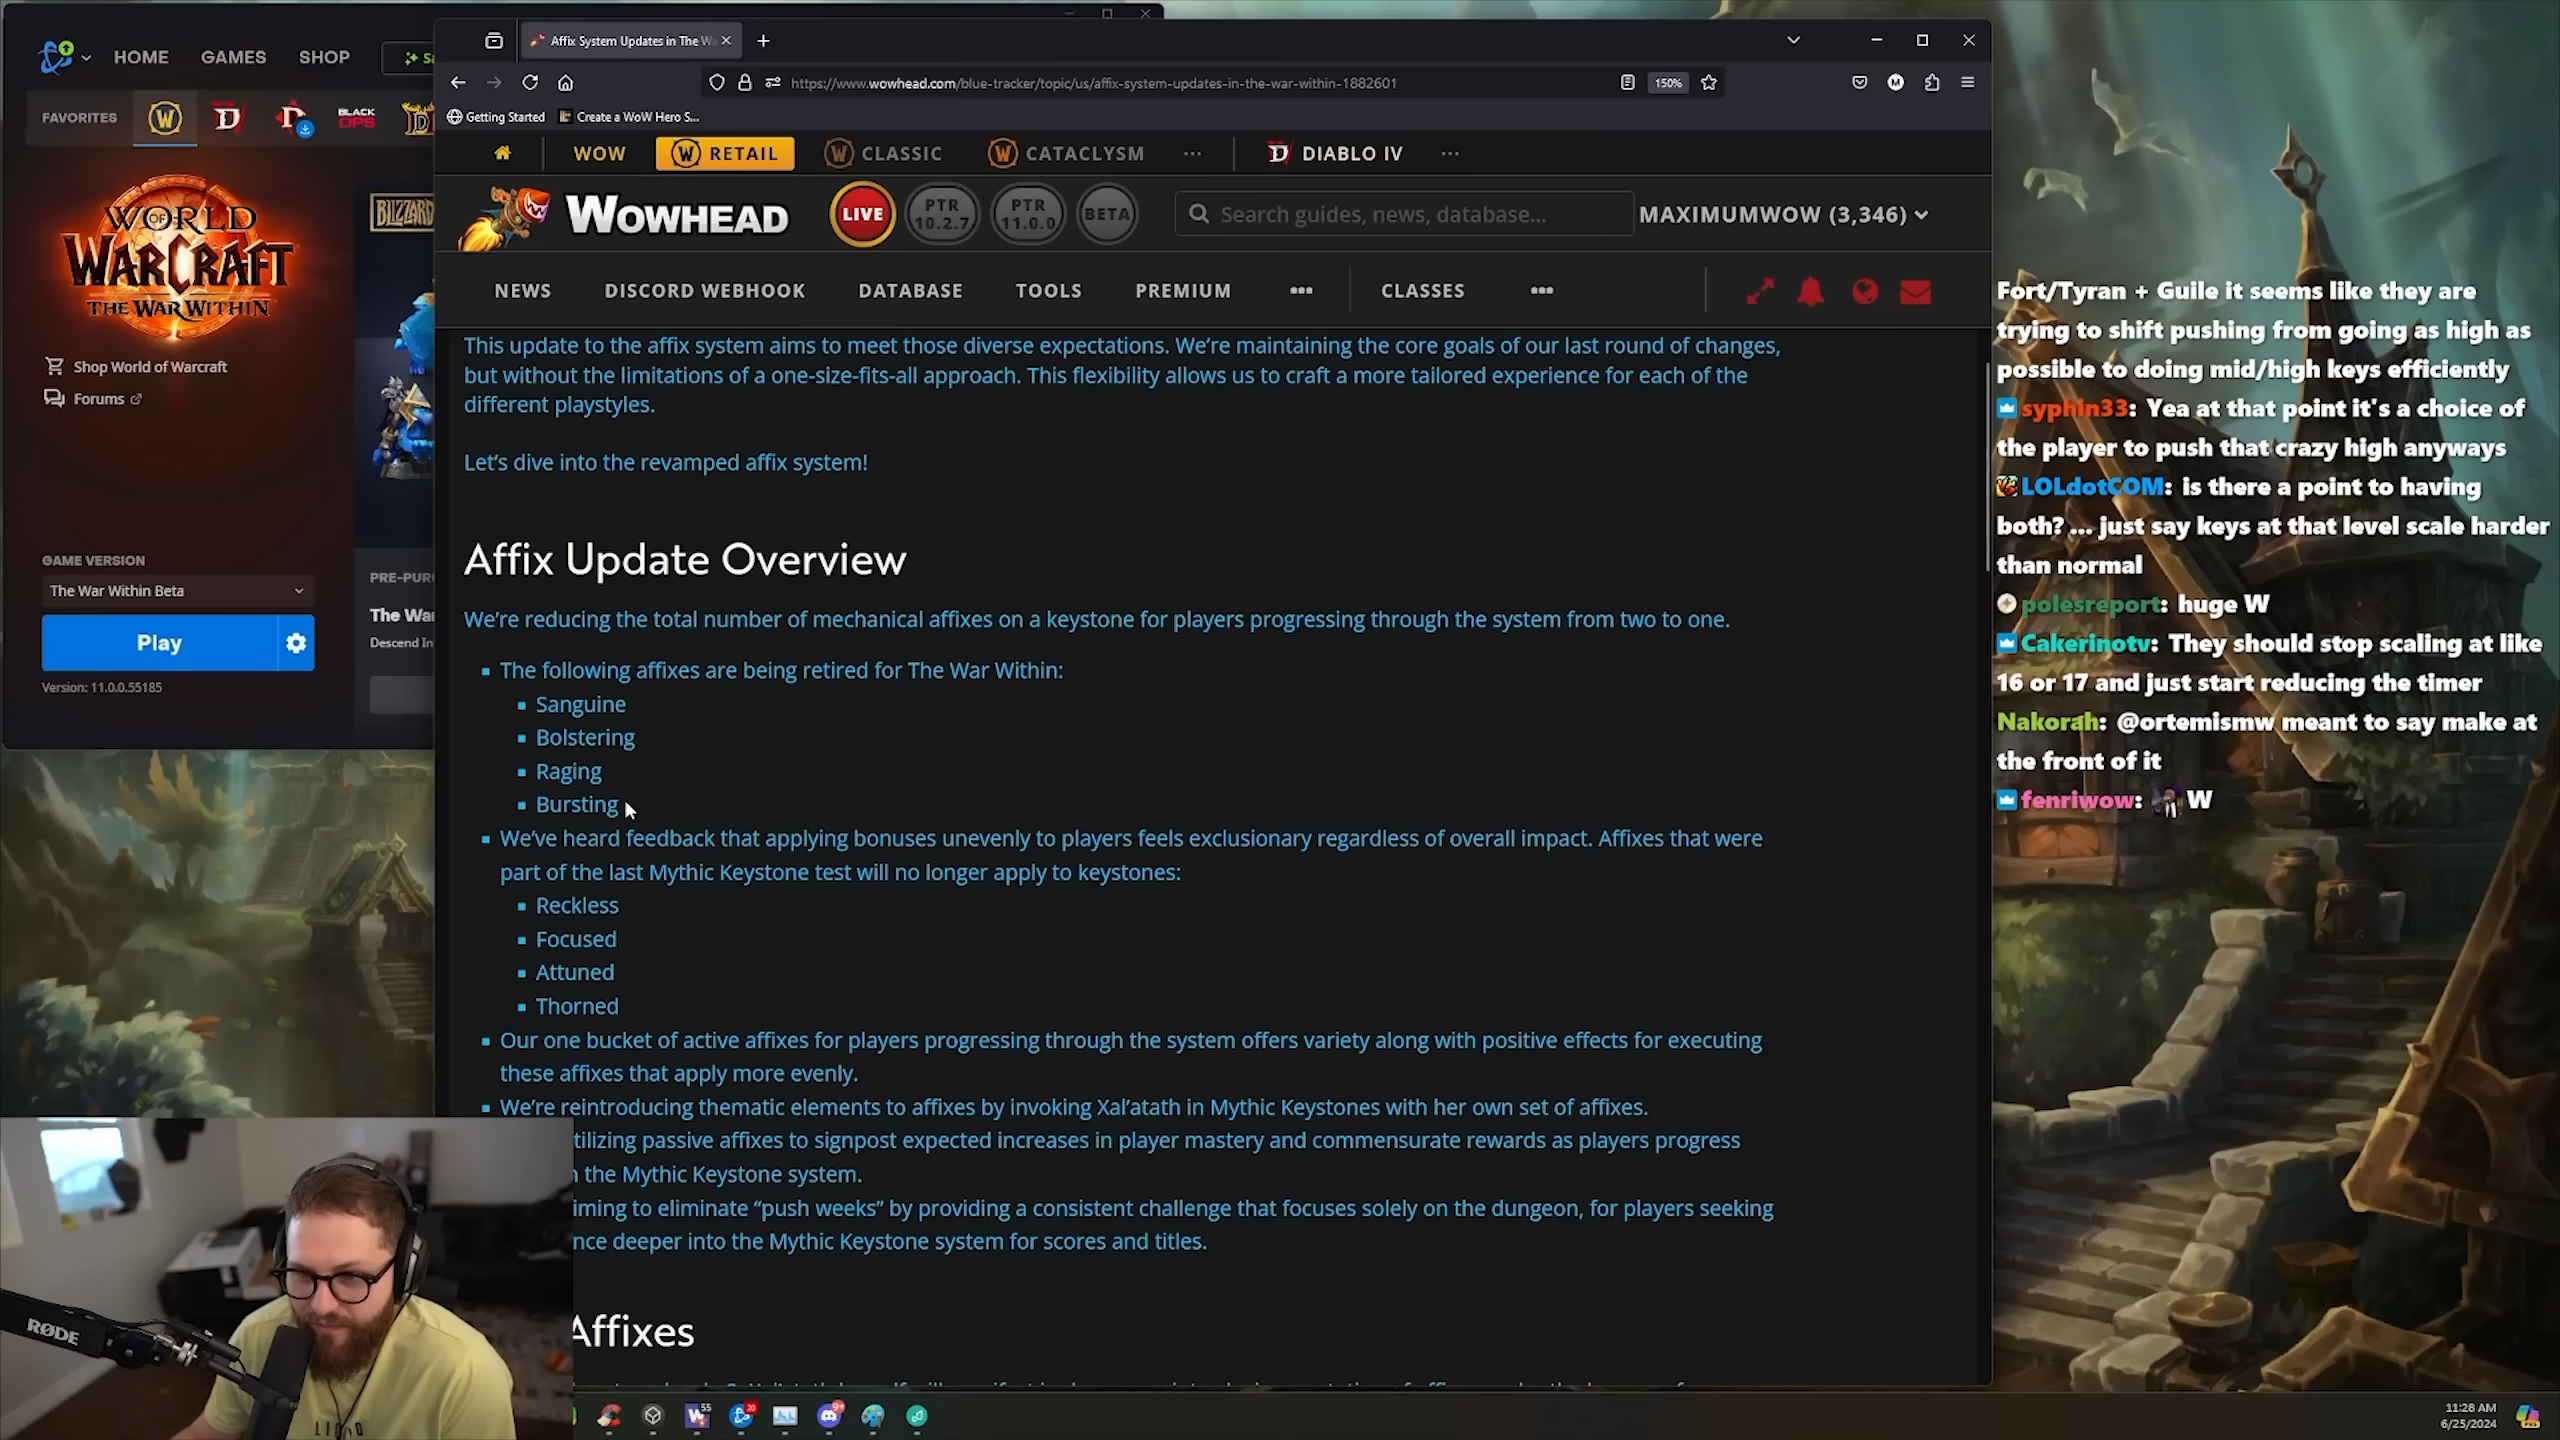 HOME GAMES SHOP
FAVORITES
BLACK OPS
WORLD OF WARCRAFT
THE WAR WITHIN
Shop World of Warcraft
Forums
GAME VERSION
The War Within Beta
Play
Version: 11.0.0.55185
BLIZZARD
PRE-PUR
The War
Descend In
Affix System Updates in The W
https://www.wowhead.com/blue-tracker/topic/us/affix-system-updates-in-the-war-within-1882601
150%
Getting Started Create a WoW Hero S...
WOW RETAIL CLASSIC CATACLYSM ... DIABLO IV ...
WOWHEAD LIVE PTR 10.2.7 PTR 11.0.0 BETA Search guides, news, database... MAXIMUMWOW (3,346)
NEWS DISCORD WEBHOOK DATABASE TOOLS PREMIUM ... CLASSES ...
This update to the affix system aims to meet those diverse expectations. We're maintaining the core goals of our last round of changes,
but without the limitations of a one-size-fits-all approach. This flexibility allows us to craft a more tailored experience for each of the
different playstyles.
Let's dive into the revamped affix system!
Affix Update Overview
We're reducing the total number of mechanical affixes on a keystone for players progressing through the system from two to one.
The following affixes are being retired for The War Within:
Sanguine
Bolstering
Raging
Bursting
We've heard feedback that applying bonuses unevenly to players feels exclusionary regardless of overall impact. Affixes that were
part of the last Mythic Keystone test will no longer apply to keystones:
Reckless
Focused
Attuned
Thorned
Our one bucket of active affixes for players progressing through the system offers variety along with positive effects for executing
these affixes that apply more evenly.
We're reintroducing thematic elements to affixes by invoking Xal'atath in Mythic Keystones with her own set of affixes.
tilizing passive affixes to signpost expected increases in player mastery and commensurate rewards as players progress
the Mythic Keystone system.
iming to eliminate "push weeks" by providing a consistent challenge that focuses solely on the dungeon, for players seeking
nce deeper into the Mythic Keystone system for scores and titles.
Affixes
Fort/Tyran + Guile it seems like they are
trying to shift pushing from going as high as
possible to doing mid/high keys efficiently
syphin33: Yea at that point it's a choice of
the player to push that crazy high anyways
LOLdotCOM: is there a point to having
both? ... just say keys at that level scale harder
than normal
polesreport: huge W
Cakerinotv: They should stop scaling at like
16 or 17 and just start reducing the timer
Nakorah: @ortemismw meant to say make at
the front of it
fenriwow: W
RØDE
55
20
9+
11:28 AM
6/25/2024